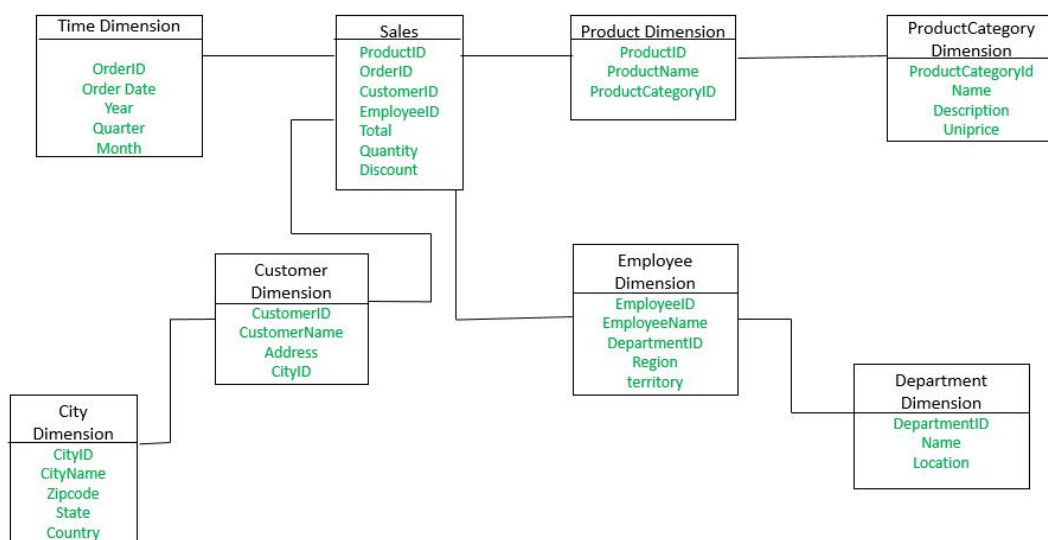 Time Dimension
OrderID
Order Date
Year
Quarter
Month
Sales
ProductID
OrderID
CustomerID
EmployeeID
Total
Quantity
Discount
Product Dimension
ProductID
ProductName
ProductCategoryID
ProductCategory
Dimension
ProductCategoryId
Name
Description
Uniprice
Customer
Dimension
CustomerID
CustomerName
Address
CityID
Employee
Dimension
EmployeeID
EmployeeName
DepartmentID
Region
territory
City
Dimension
CityID
CityName
Zipcode
State
Country
Department
Dimension
DepartmentID
Name
Location